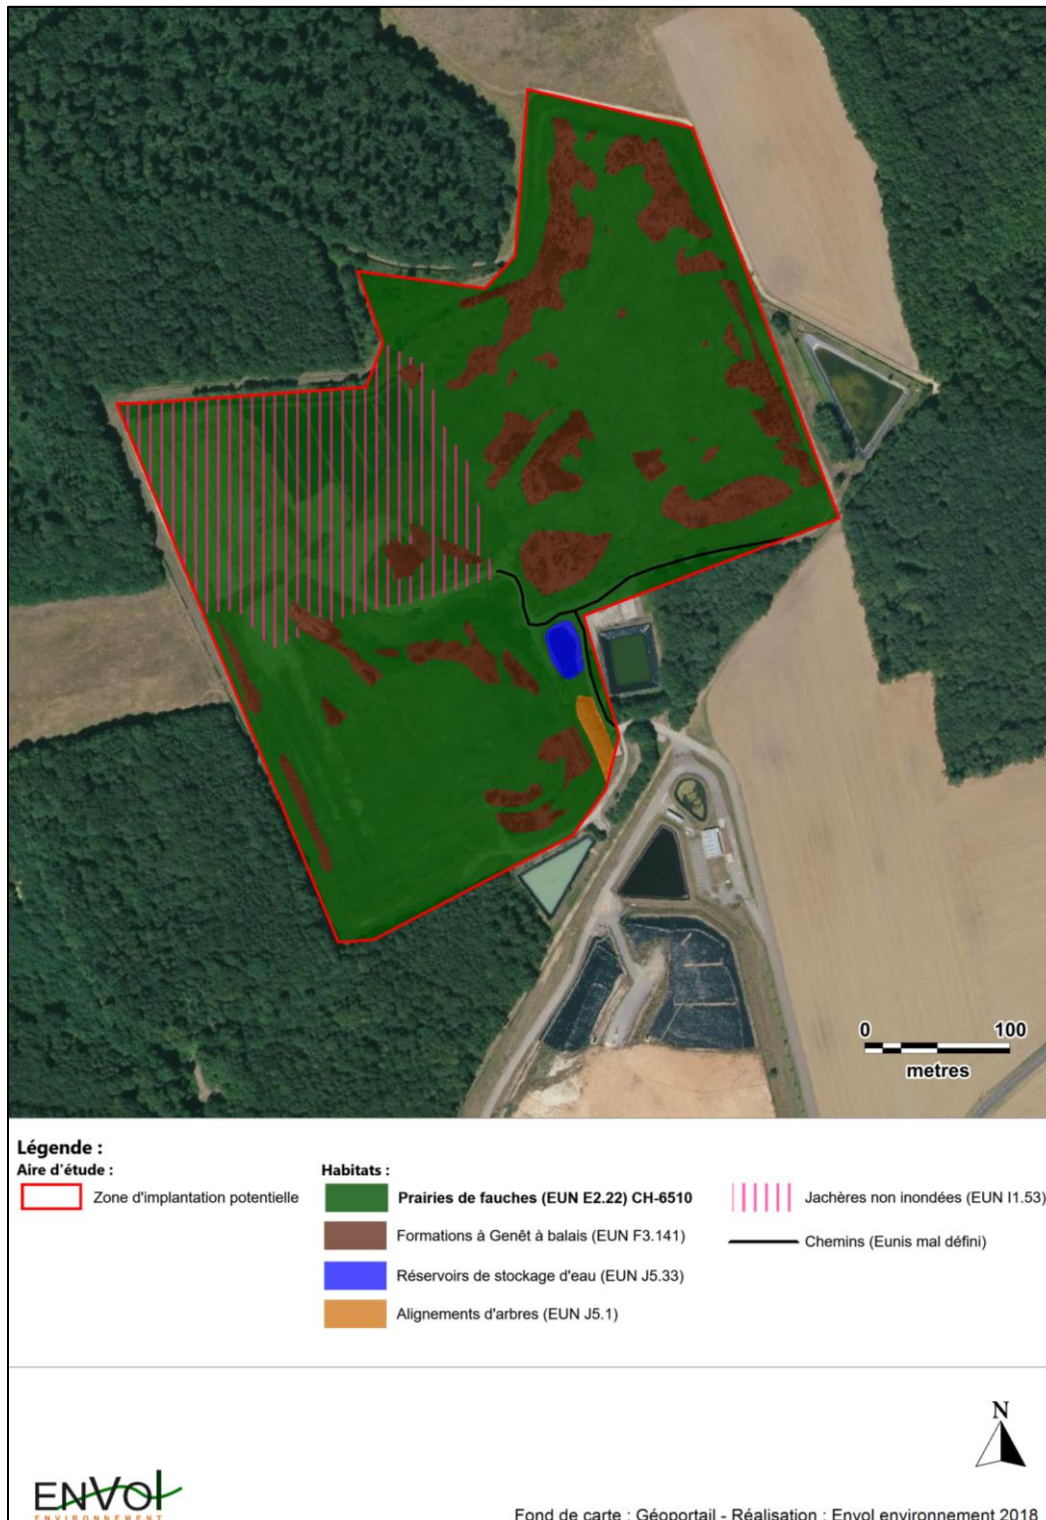 0 100
metres
Légende :
Aire d'étude :
Zone d'implantation potentielle
Habitats :
Prairies de fauches (EUN E2.22) CH-6510
Formations à Genêt à balais (EUN F3.141)
Réservoirs de stockage d'eau (EUN J5.33)
Alignements d'arbres (EUN J5.1)
Jachères non inondées (EUN I1.53)
Chemins (Eunis mal défini)
N
ENVOl
ENVIRONNEMENT
Fond de carte : Géoportail - Réalisation : Envol environnement 2018